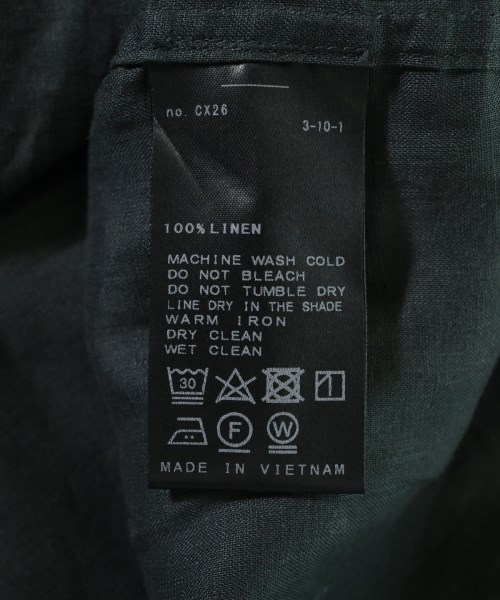 no. CX26
3-10-1
100% LINEN
MACHINE WASH COLD
DO NOT BLEACH
DO NOT TUMBLE DRY
LINE DRY IN THE SHADE
WARM IRON
DRY CLEAN
WET CLEAN
30
F W
MADE IN VIETNAM